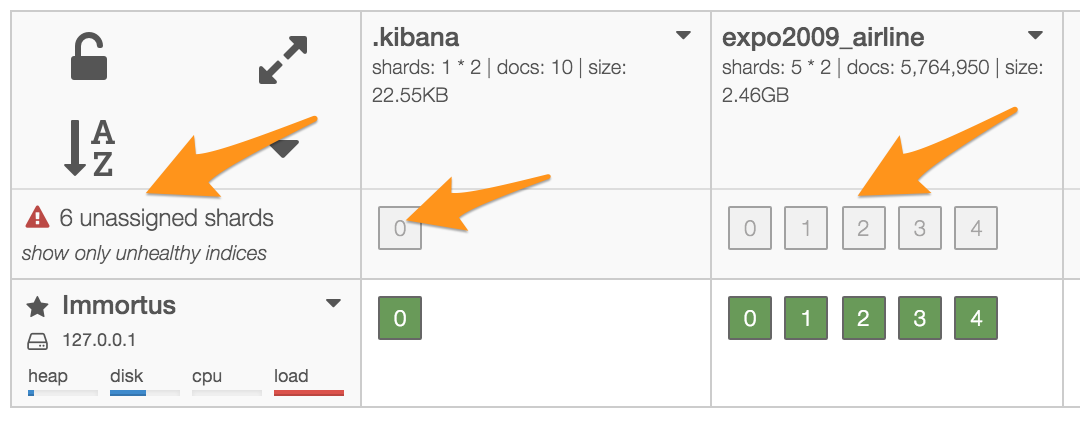 .kibana
shards: 1 * 2 | docs: 10 | size:
22.55KB
expo2009_airline
shards: 5 * 2 | docs: 5,764,950 | size:
2.46GB
A
Z
6 unassigned shards
show only unhealthy indices
0
0 1 2 3 4
Immortus
127.0.0.1
heap disk cpu load
0
0 1 2 3 4